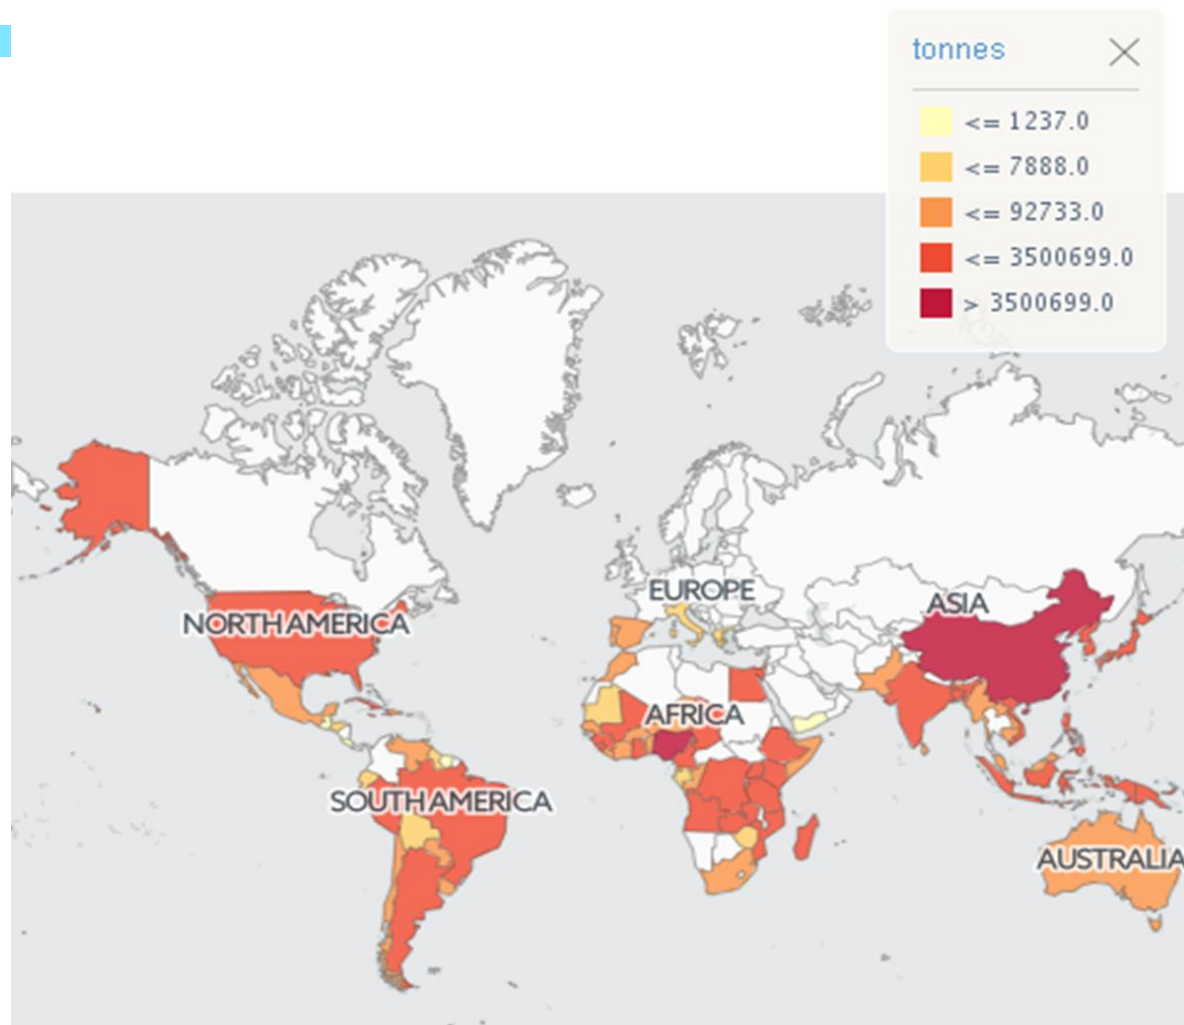 tonnes
<= 1237.0
<= 7888.0
<= 92733.0
<= 3500699.0
> 3500699.0
EUROPE
ASIA
NORTH AMERICA
AFRICA
SOUTH AMERICA
AUSTRALIA